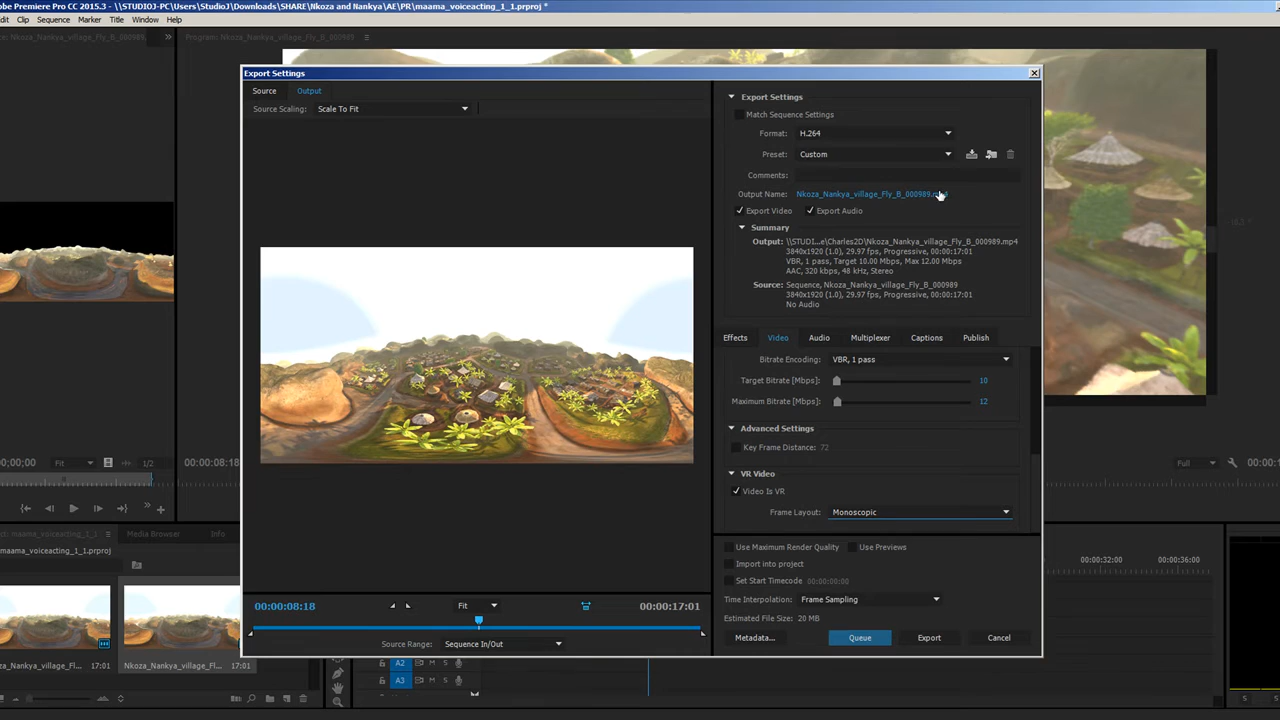 Adobe Premiere Pro CC 2015.3 - \\STUDIOJ-PC\Users\StudioJ\Downloads\SHARE\Nkoza and Nankya\AE\PR\maama_voiceacting_1_1.prproj *
Clip Sequence Marker Title Window Help
Nkoza_Nankya_village_Fly_B_000989.
Program: Nkoza_Nankya_village_Fly_B_000989
Export Settings
Source Output
Source Scaling: Scale To Fit
Export Settings
Match Sequence Settings
Format: H.264
Preset: Custom
Comments:
Output Name: Nkoza_Nankya_village_Fly_B_000989.mp4
Export Video Export Audio
Summary
Output: \\STUDI...e\Charles2D\Nkoza_Nankya_village_Fly_B_000989.mp4
3840x1920 (1.0), 29.97 fps, Progressive, 00:00:17:01
VBR, 1 pass, Target 10.00 Mbps, Max 12.00 Mbps
AAC, 320 kbps, 48 kHz, Stereo
Source: Sequence, Nkoza_Nankya_village_Fly_B_000989
3840x1920 (1.0), 29.97 fps, Progressive, 00:00:17:01
No Audio
Effects Video Audio Multiplexer Captions Publish
Bitrate Encoding: VBR, 1 pass
Target Bitrate [Mbps]: 10
Maximum Bitrate [Mbps]: 12
Advanced Settings
Key Frame Distance: 72
VR Video
Video Is VR
Frame Layout: Monoscopic
Use Maximum Render Quality Use Previews
Import into project
Set Start Timecode 00:00:00:00
Time Interpolation: Frame Sampling
Estimated File Size: 20 MB
Metadata... Queue Export Cancel
00:00:08:18 Fit 00:00:17:01
Source Range: Sequence In/Out
Fit 1/2
Full
maama_voiceacting_1_1 Media Browser Info
maama_voiceacting_1_1.prproj
17:01 Nkoza_Nankya_village_Fl... 17:01
00:00:32:00 00:00:36:00
A2 M S
A3 M S
S S